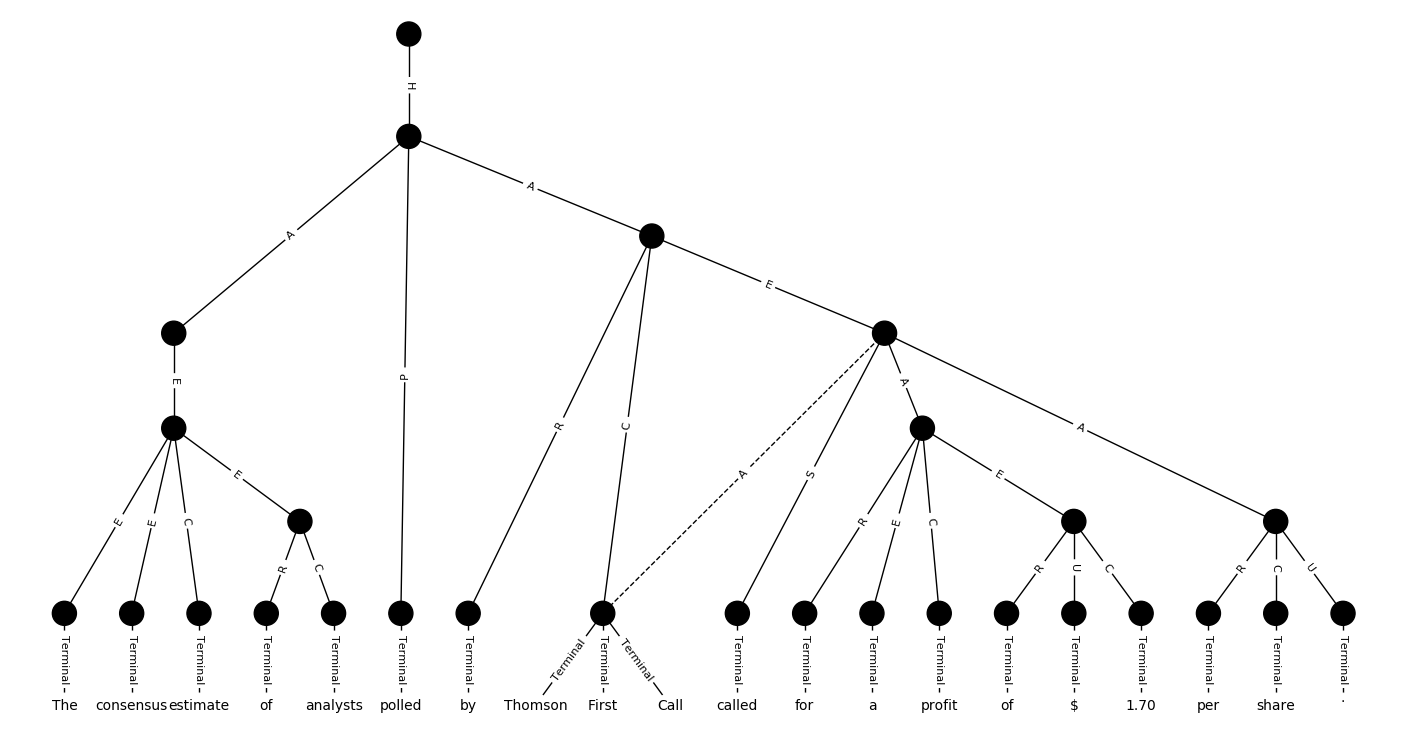 H
A
A
E
E
P
R
C
A
S
A
A
E
E
C
E
R
C
R
E
C
E
R
U
C
R
C
U
Terminal Terminal Terminal Terminal Terminal Terminal Terminal Terminal Terminal Terminal Terminal Terminal Terminal Terminal Terminal Terminal Terminal Terminal Terminal Terminal
The consensus estimate of analysts polled by Thomson First Call called for a profit of $ 1.70 per share .